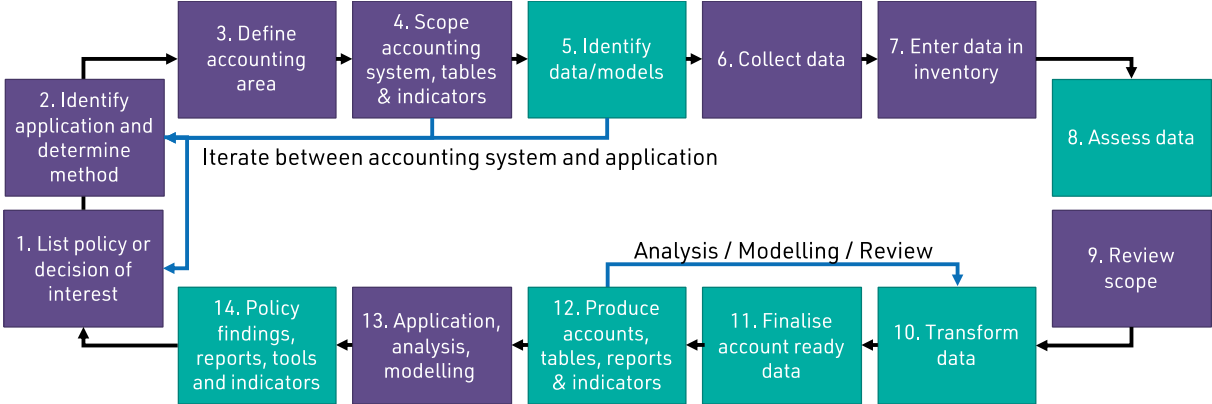 1. List policy or
decision of
interest
2. Identify
application and
determine
method
3. Define
accounting
area
4. Scope
accounting
system, tables
& indicators
5. Identify
data/models
6. Collect data
7. Enter data in
inventory
8. Assess data
Iterate between accounting system and application
9. Review
scope
Analysis / Modelling / Review
10. Transform
data
11. Finalise
account ready
data
12. Produce
accounts,
tables, reports
& indicators
13. Application,
analysis,
modelling
14. Policy
findings,
reports, tools
and indicators